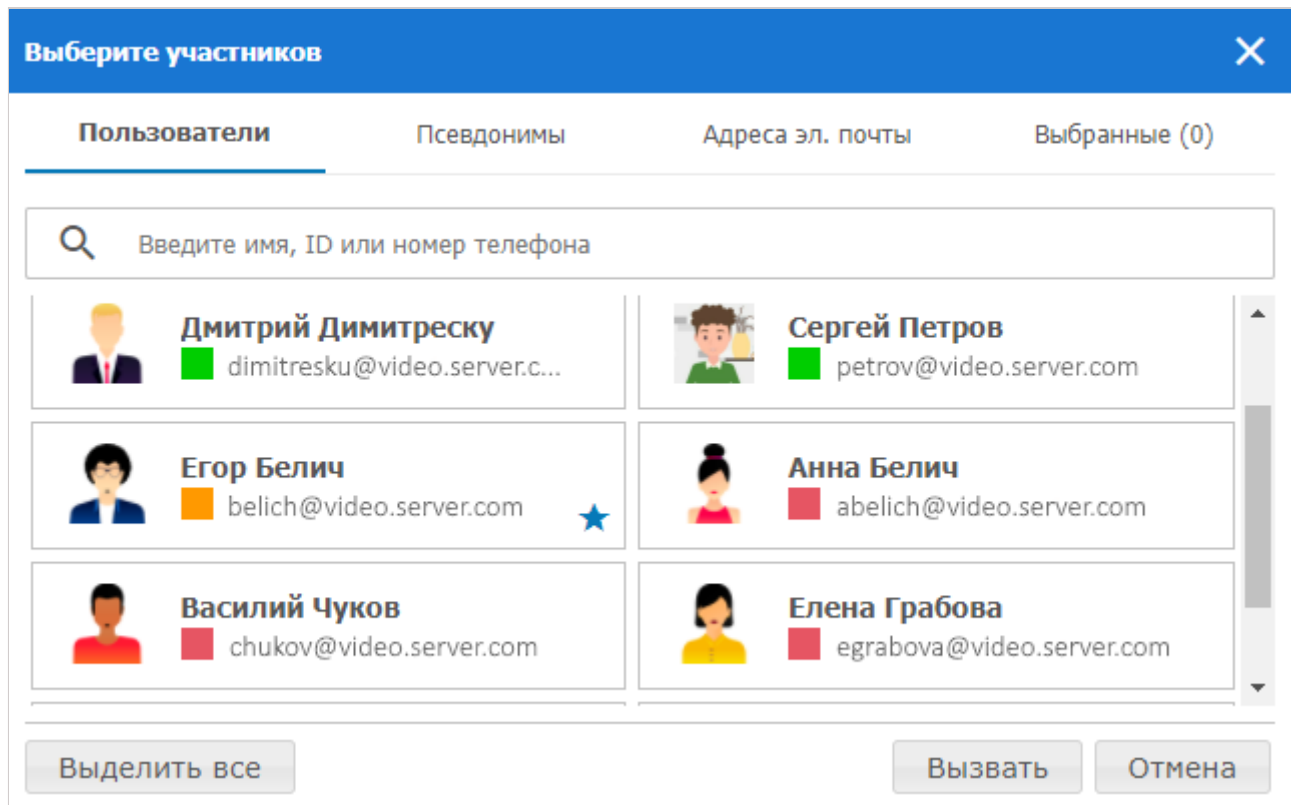 Выберите участников
Пользователи Псевдонимы Адреса эл. почты Выбранные (0)
Введите имя, ID или номер телефона
Дмитрий Димитреску
dimitresku@video.server.c...
Сергей Петров
petrov@video.server.com
Егор Белич
belich@video.server.com
Анна Белич
abelich@video.server.com
Василий Чуков
chukov@video.server.com
Елена Грабова
egrabova@video.server.com
Выделить все Вызвать Отмена